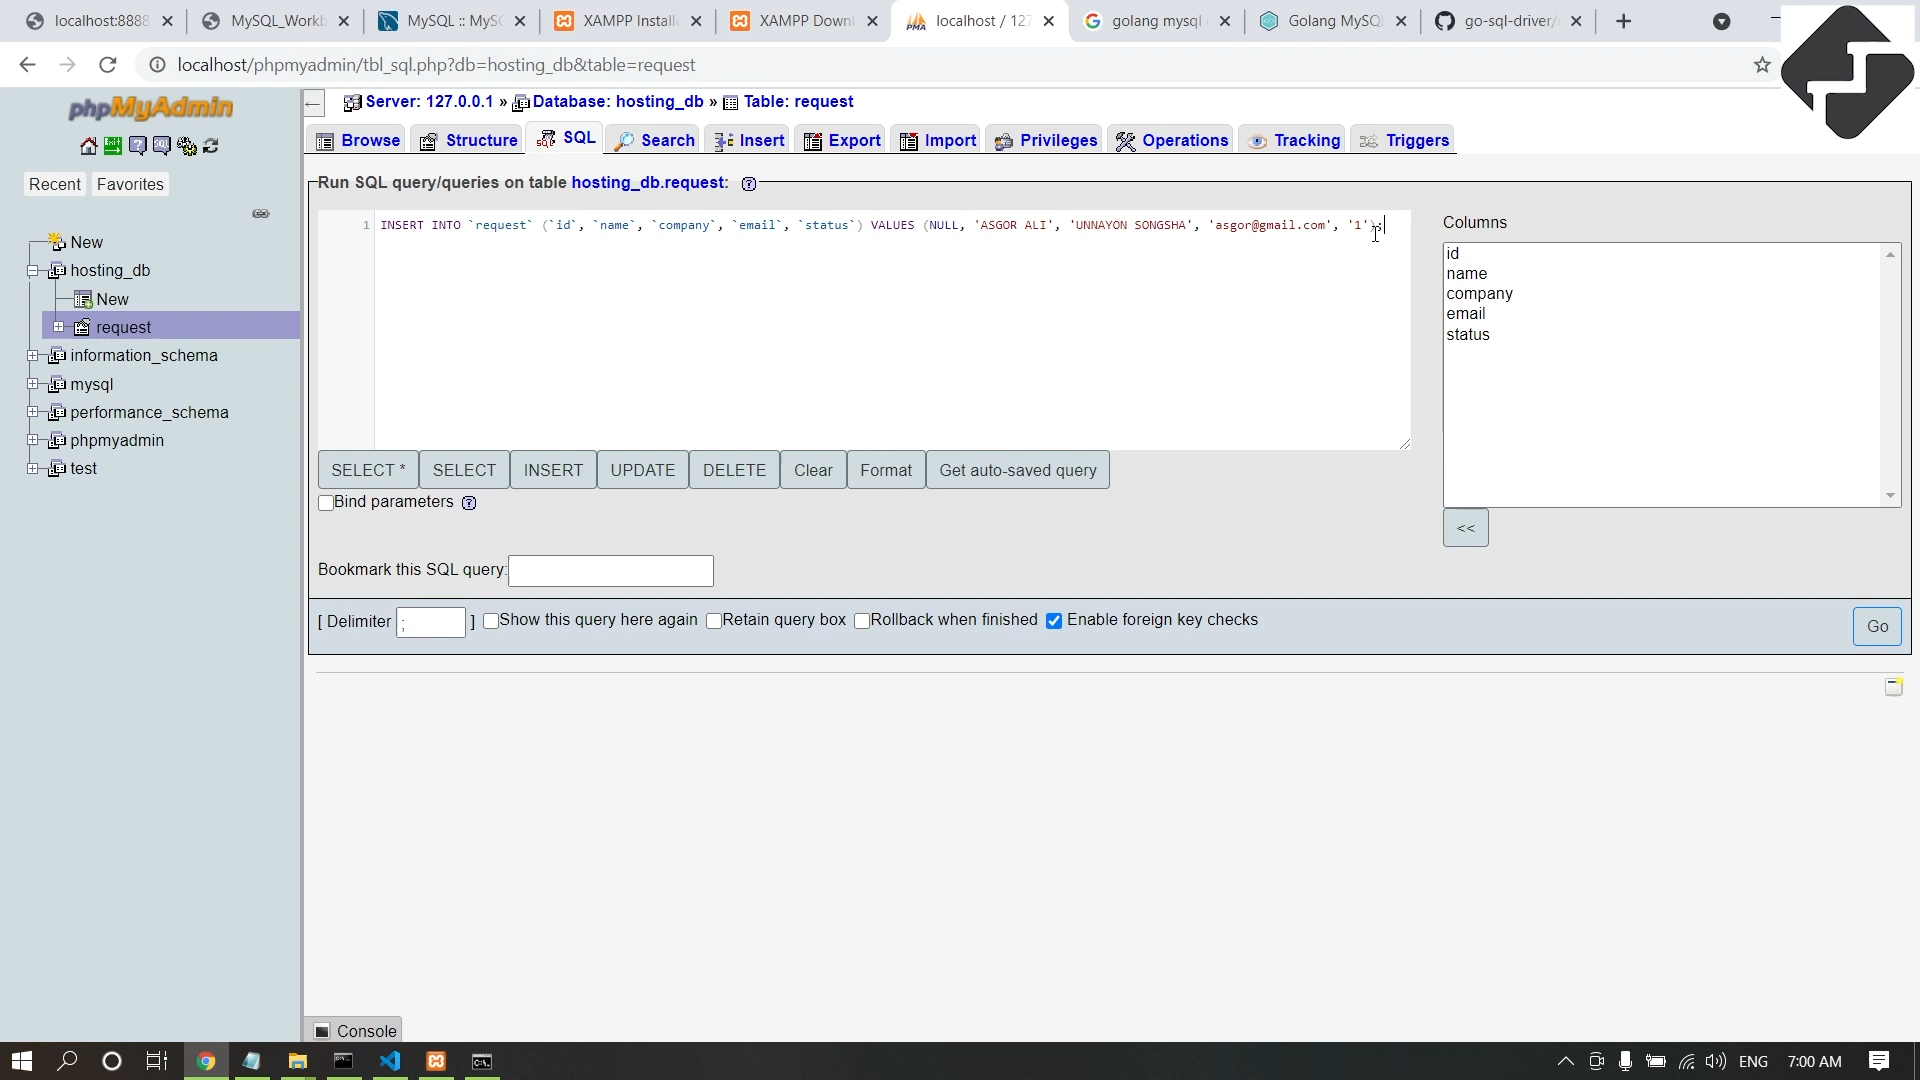 localhost:8888
MySQL_Workb
MySQL :: MyS
XAMPP Installe
XAMPP Downl
localhost / 127
golang mysql
Golang MySQL
go-sql-driver/
localhost/phpmyadmin/tbl_sql.php?db=hosting_db&table=request
phpMyAdmin
Server: 127.0.0.1 » Database: hosting_db » Table: request
Browse Structure SQL Search Insert Export Import Privileges Operations Tracking Triggers
Recent Favorites
New
hosting_db
New
request
information_schema
mysql
performance_schema
phpmyadmin
test
Run SQL query/queries on table hosting_db.request:
1 INSERT INTO `request` (`id`, `name`, `company`, `email`, `status`) VALUES (NULL, 'ASGOR ALI', 'UNNAYON SONGSHA', 'asgor@gmail.com', '1');
Columns
id
name
company
email
status
<<
SELECT * SELECT INSERT UPDATE DELETE Clear Format Get auto-saved query
Bind parameters
Bookmark this SQL query:
[ Delimiter ; ] Show this query here again Retain query box Rollback when finished Enable foreign key checks
Go
Console
ENG 7:00 AM